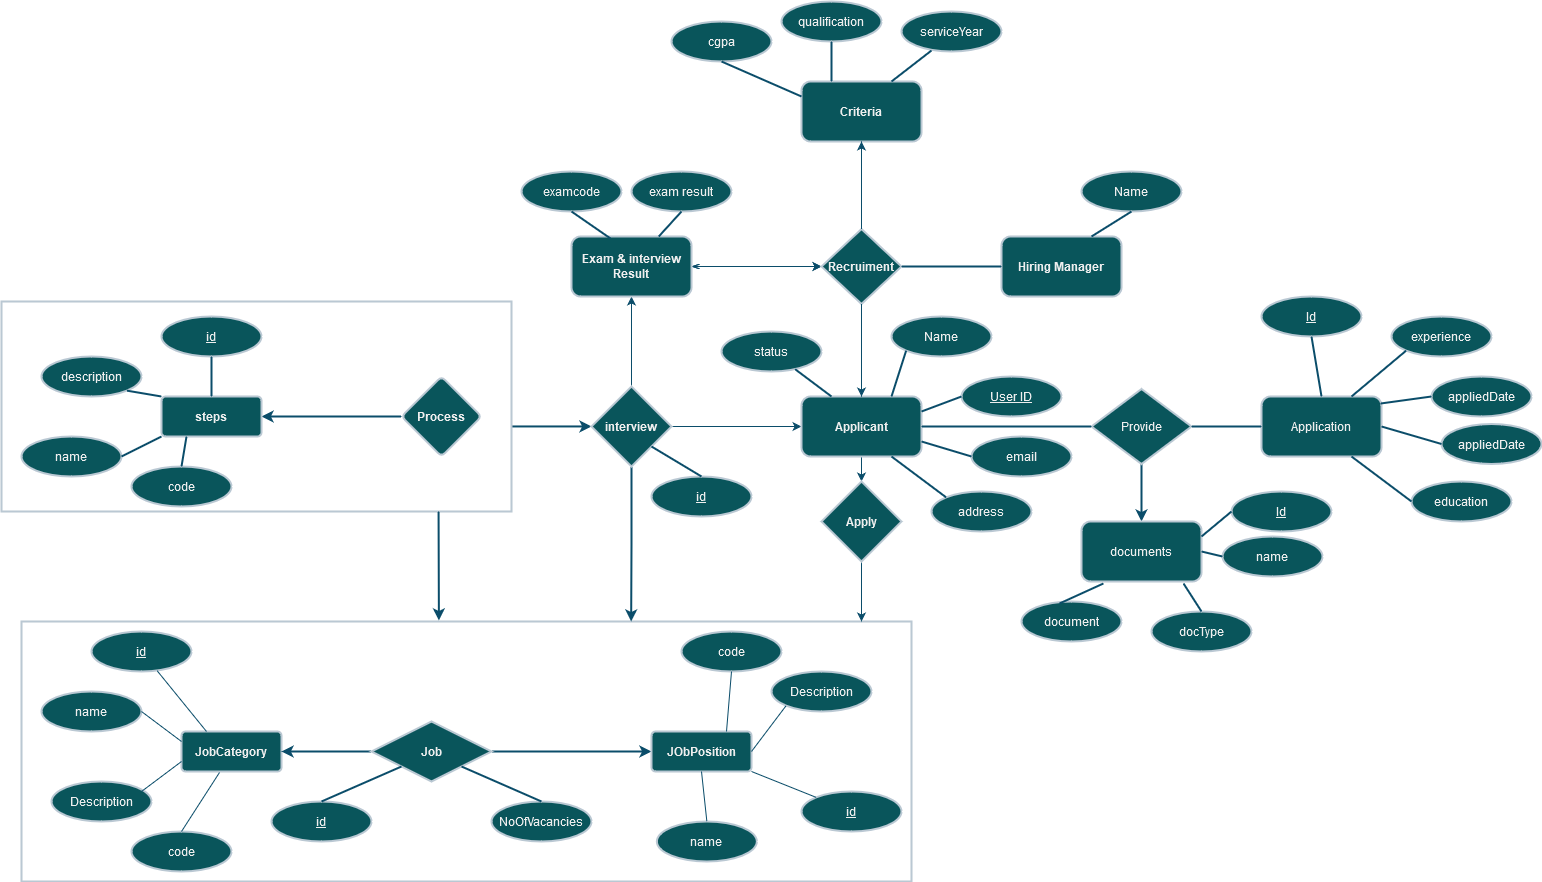 qualification
serviceYear
cgpa
Criteria
examcode
exam result
Name
Exam & interview
Result
Recruiment
Hiring Manager
id
status
Name
Id
experience
description
User ID
appliedDate
steps
Process
interview
Applicant
Provide
Application
name
email
appliedDate
code
id
address
Id
education
Apply
documents
name
document
docType
id
code
name
Description
JobCategory
Job
JObPosition
Description
id
NoOfVacancies
id
code
name